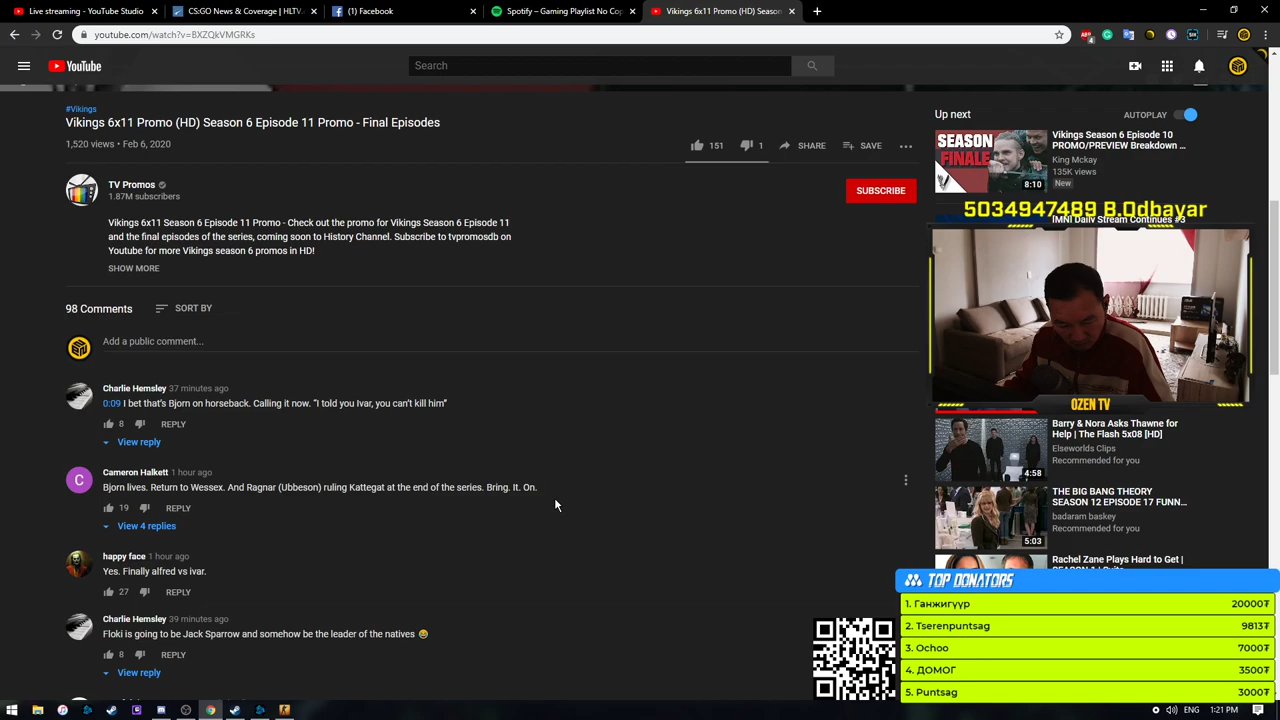 Live streaming - YouTube Studio
CS:GO News & Coverage | HLTV.
(1) Facebook
Spotify – Gaming Playlist No Cop
Vikings 6x11 Promo (HD) Season
youtube.com/watch?v=BXZQkVMGRKs
4
YouTube
Search
#Vikings
Vikings 6x11 Promo (HD) Season 6 Episode 11 Promo - Final Episodes
1,520 views • Feb 6, 2020
151
1
SHARE
SAVE
TV Promos
1.87M subscribers
SUBSCRIBE
Vikings 6x11 Season 6 Episode 11 Promo - Check out the promo for Vikings Season 6 Episode 11
and the final episodes of the series, coming soon to History Channel. Subscribe to tvpromosdb on
Youtube for more Vikings season 6 promos in HD!
SHOW MORE
98 Comments
SORT BY
Add a public comment...
Charlie Hemsley 37 minutes ago
0:09 I bet that's Bjorn on horseback. Calling it now. “I told you Ivar, you can’t kill him”
8
REPLY
View reply
C
Cameron Halkett 1 hour ago
Bjorn lives. Return to Wessex. And Ragnar (Ubbeson) ruling Kattegat at the end of the series. Bring. It. On.
19
REPLY
View 4 replies
happy face 1 hour ago
Yes. Finally alfred vs ivar.
27
REPLY
Charlie Hemsley 39 minutes ago
Floki is going to be Jack Sparrow and somehow be the leader of the natives 😂
8
REPLY
View reply
Up next
AUTOPLAY
SEASON
FINALE
8:10
Vikings Season 6 Episode 10
PROMO/PREVIEW Breakdown ...
King Mckay
135K views
New
5034947489 B.Odbayar
IMNI Daily Stream Continues #3
OZEN TV
4:58
Barry & Nora Asks Thawne for
Help | The Flash 5x08 [HD]
Elseworlds Clips
Recommended for you
5:03
THE BIG BANG THEORY
SEASON 12 EPISODE 17 FUNN...
badaram baskey
Recommended for you
Rachel Zane Plays Hard to Get |
TOP DONATORS
1. Ганжигүүр 20000₮
2. Tserenpuntsag 9813₮
3. Ochoo 7000₮
4. ДОМОГ 3500₮
5. Puntsag 3000₮
ENG
1:21 PM